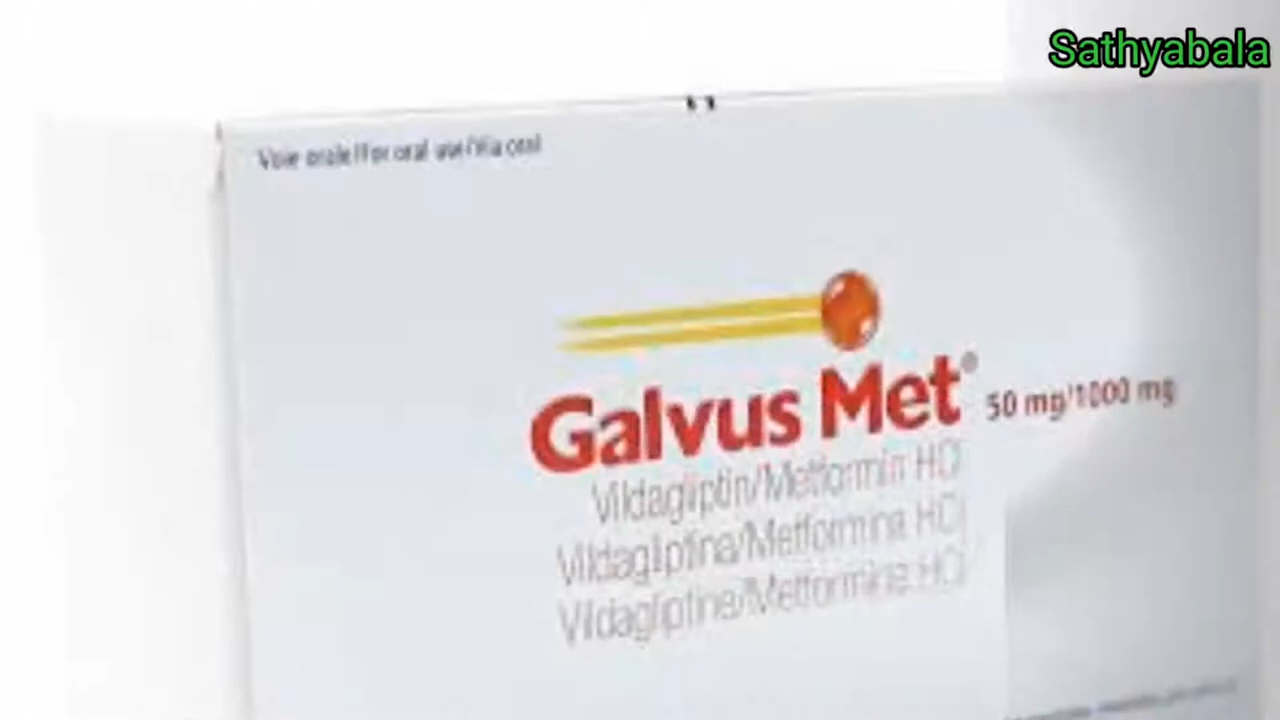 Sathyabala
Voie orale/For oral use/Vía oral
Galvus Met® 50 mg/1000 mg
Vildagliptin/Metformin HCl
Vildagliptina/Metformina HCl
Vildagliptine/Metformine HCl